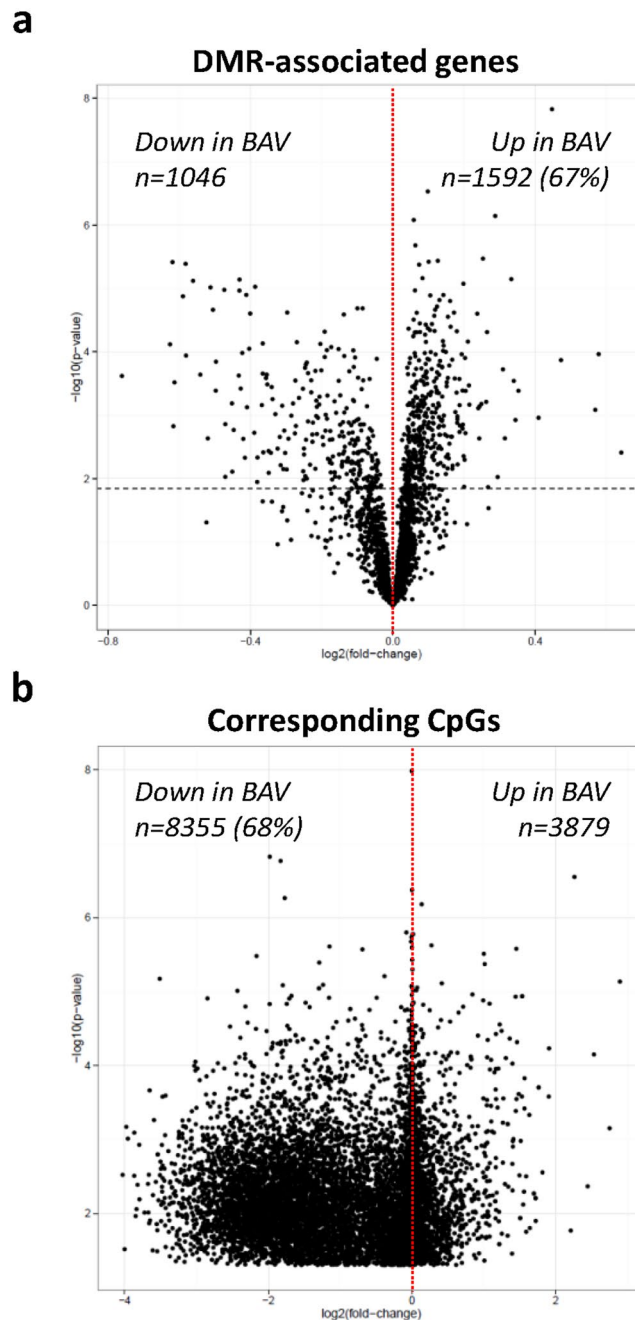 a
DMR-associated genes
Down in BAV
n=1046
Up in BAV
n=1592 (67%)
8
6
4
2
0
−log10(p−value)
−0.8
−0.4
0.0
0.4
log2(fold−change)
b
Corresponding CpGs
Down in BAV
n=8355 (68%)
Up in BAV
n=3879
8
6
4
2
−log10(p−value)
−4
−2
0
2
log2(fold−change)